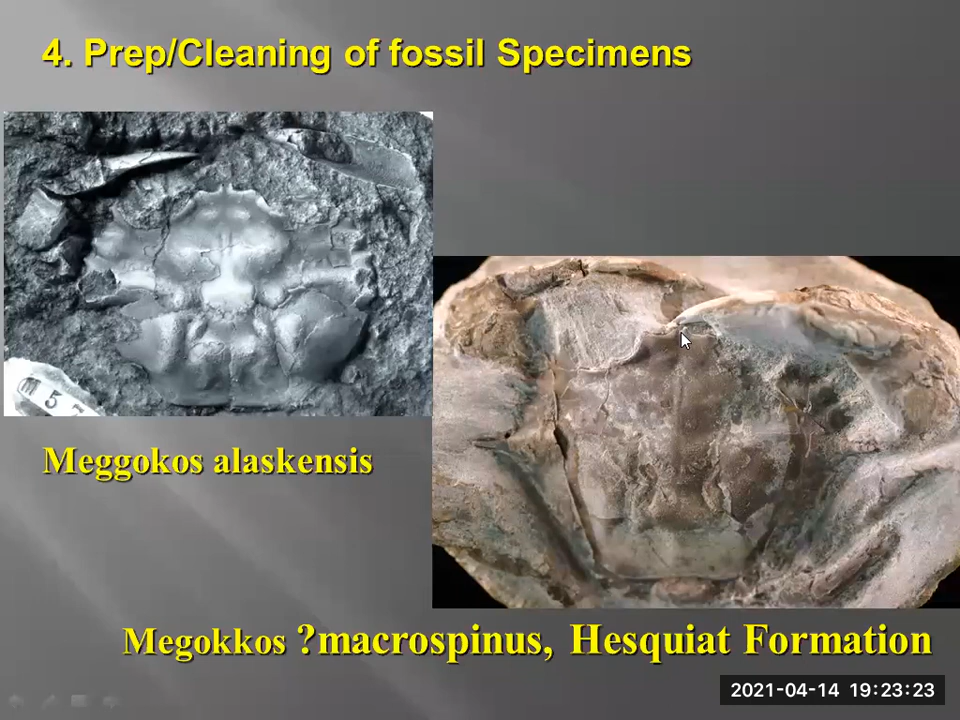 4. Prep/Cleaning of fossil Specimens
Meggokos alaskensis
Megokkos ?macrospinus, Hesquiat Formation
2021-04-14 19:23:23